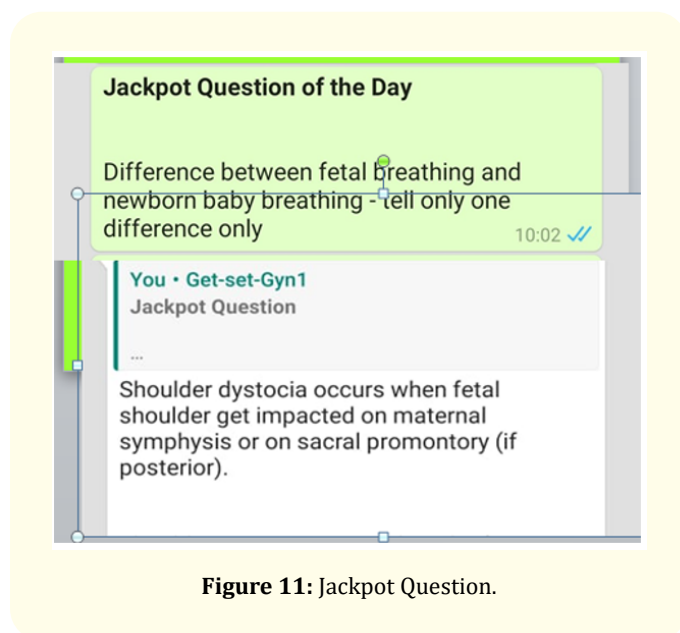 Jackpot Question of the Day
Difference between fetal breathing and
newborn baby breathing - tell only one
difference only
10:02
You • Get-set-Gyn1
Jackpot Question
...
Shoulder dystocia occurs when fetal
shoulder get impacted on maternal
symphysis or on sacral promontory (if
posterior).
Figure 11: Jackpot Question.